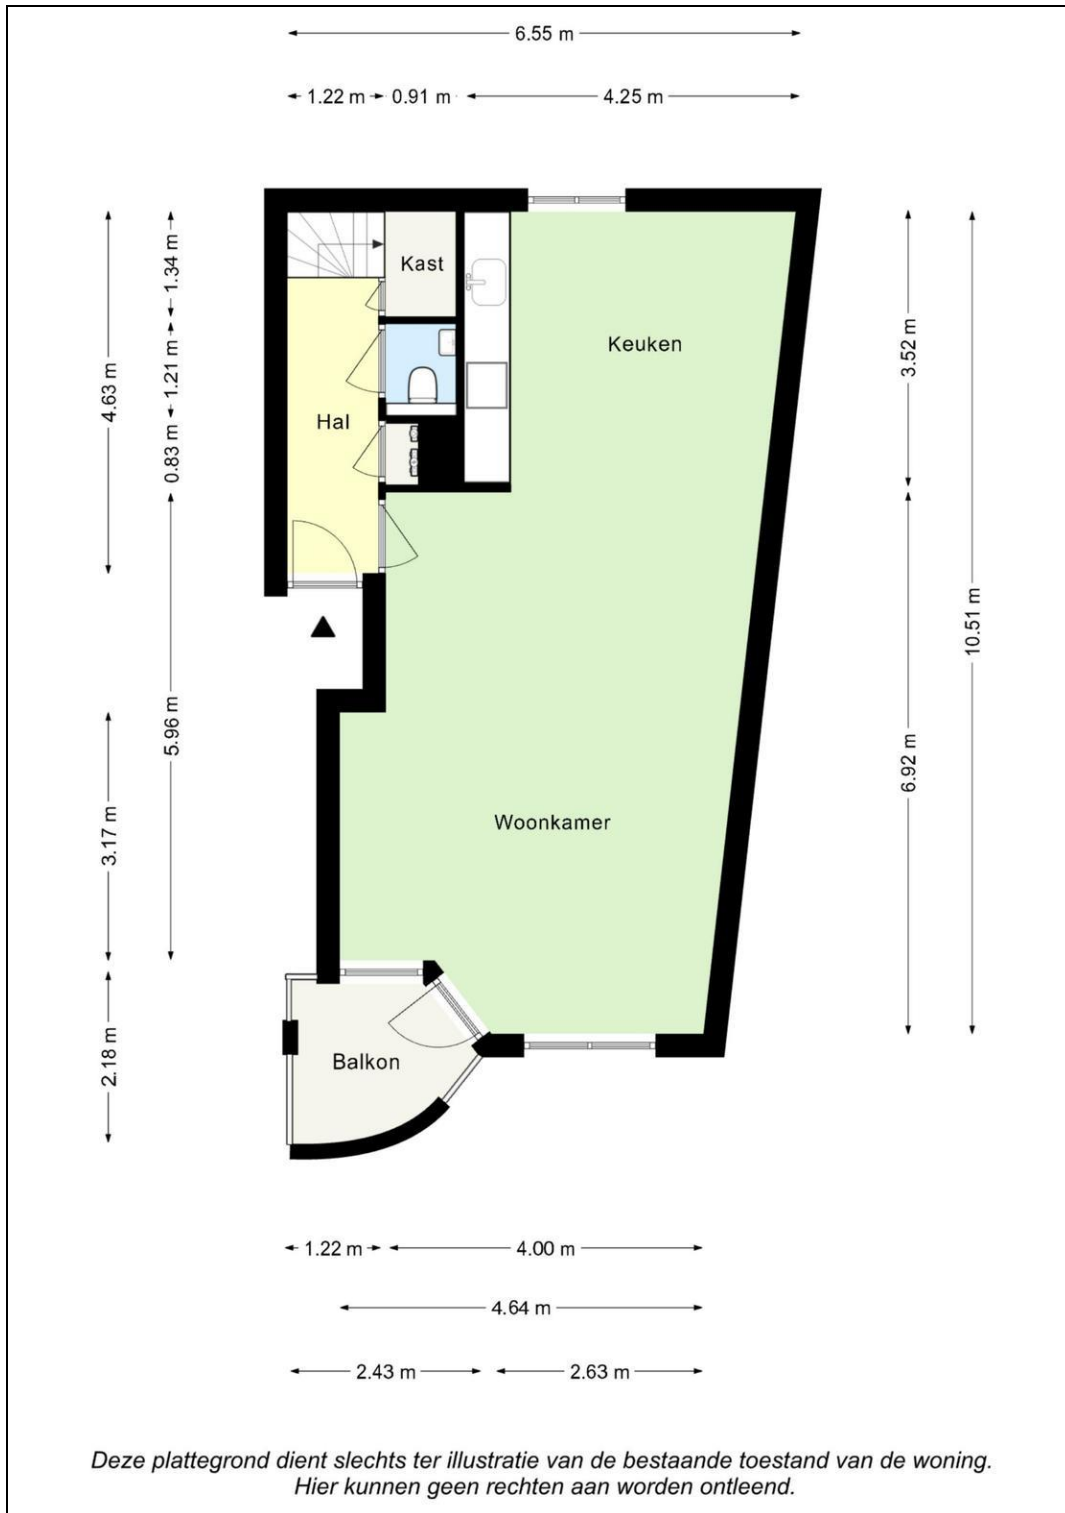 6.55 m
1.22 m
0.91 m
4.25 m
4.63 m
3.17 m
2.18 m
1.34 m
1.21 m
0.83 m
5.96 m
Kast
Keuken
Hal
Woonkamer
Balkon
3.52 m
6.92 m
10.51 m
1.22 m
4.00 m
4.64 m
2.43 m
2.63 m
Deze plattegrond dient slechts ter illustratie van de bestaande toestand van de woning.
Hier kunnen geen rechten aan worden ontleend.